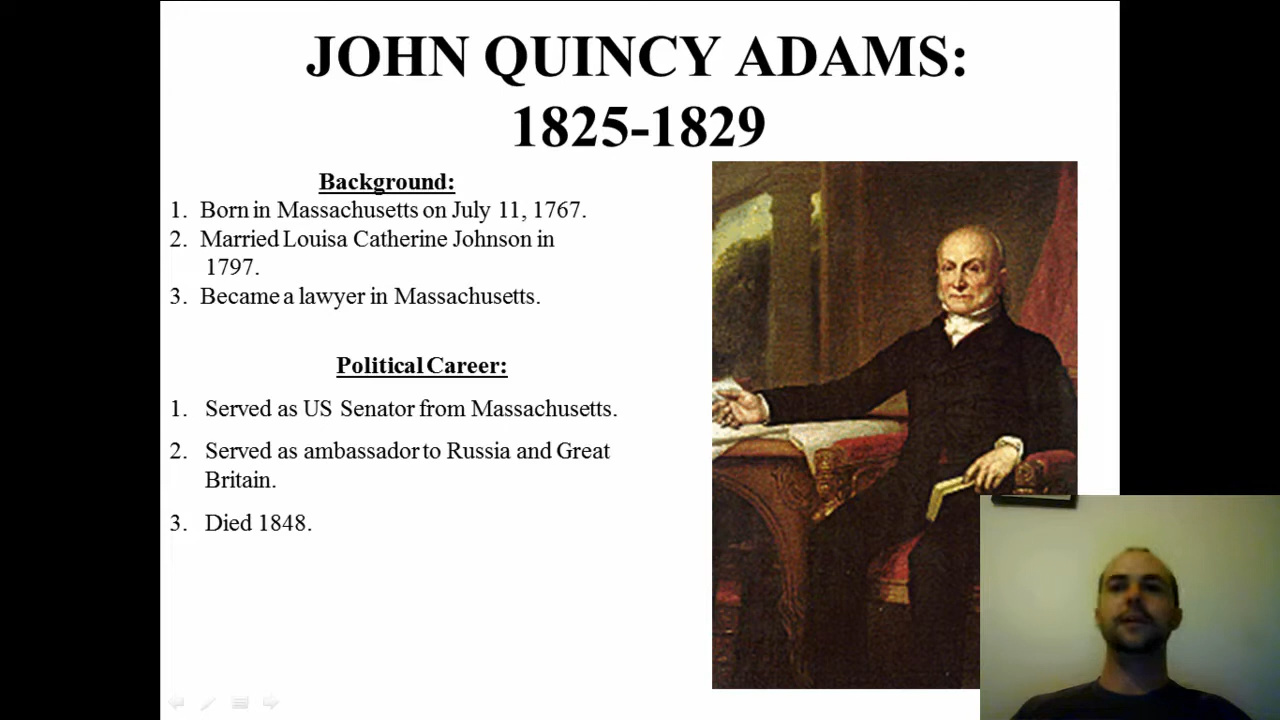 JOHN QUINCY ADAMS:
1825-1829
Background:
1. Born in Massachusetts on July 11, 1767.
2. Married Louisa Catherine Johnson in
1797.
3. Became a lawyer in Massachusetts.
Political Career:
1. Served as US Senator from Massachusetts.
2. Served as ambassador to Russia and Great
Britain.
3. Died 1848.